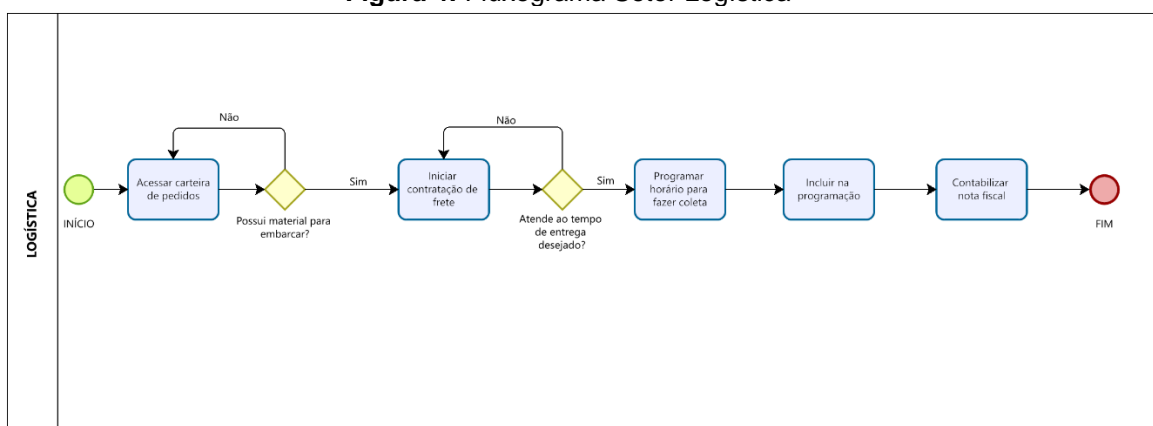 Figura 4. Fluxograma Setor Logística
LOGÍSTICA
INÍCIO
Acessar carteira
de pedidos
Não
Possui material para
embarcar?
Sim
Iniciar
contratação de
frete
Não
Atende ao tempo
de entrega
desejado?
Sim
Programar
horário para
fazer coleta
Incluir na
programação
Contabilizar
nota fiscal
FIM